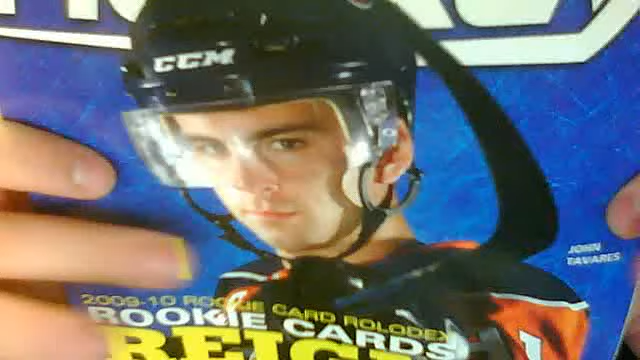 CCM
JOHN
TAVARES
2009-10 ROOKIE CARD ROLODEX
ROOKIE CARDS
REIGN